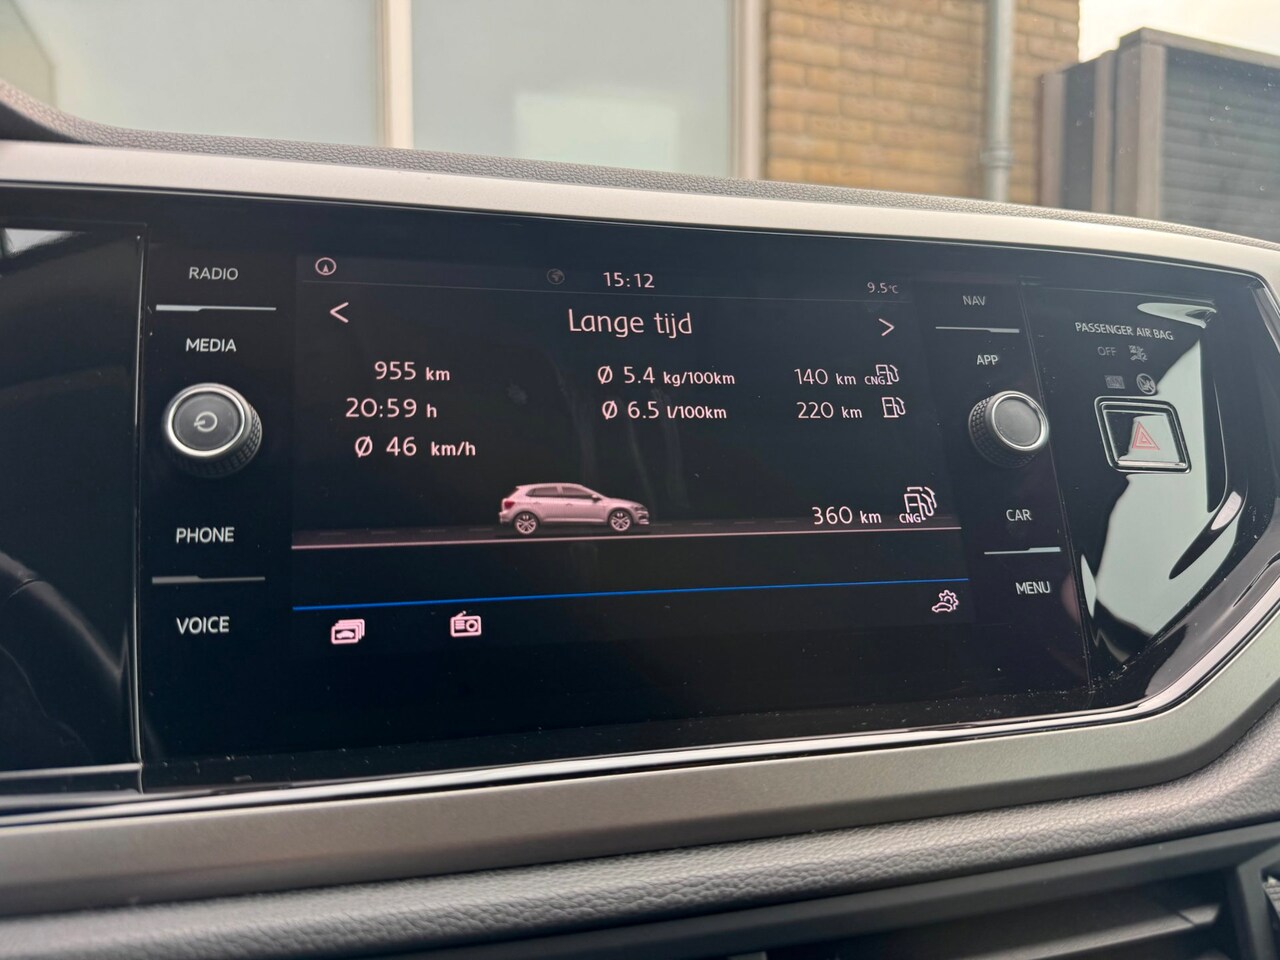 RADIO
MEDIA
PHONE
VOICE
15:12
9.5°C
<
Lange tijd
>
955 km
20:59 h
Ø 46 km/h
Ø 5.4 kg/100km
Ø 6.5 l/100km
140 km CNG
220 km
360 km CNG
NAV
APP
CAR
MENU
PASSENGER AIR BAG
OFF